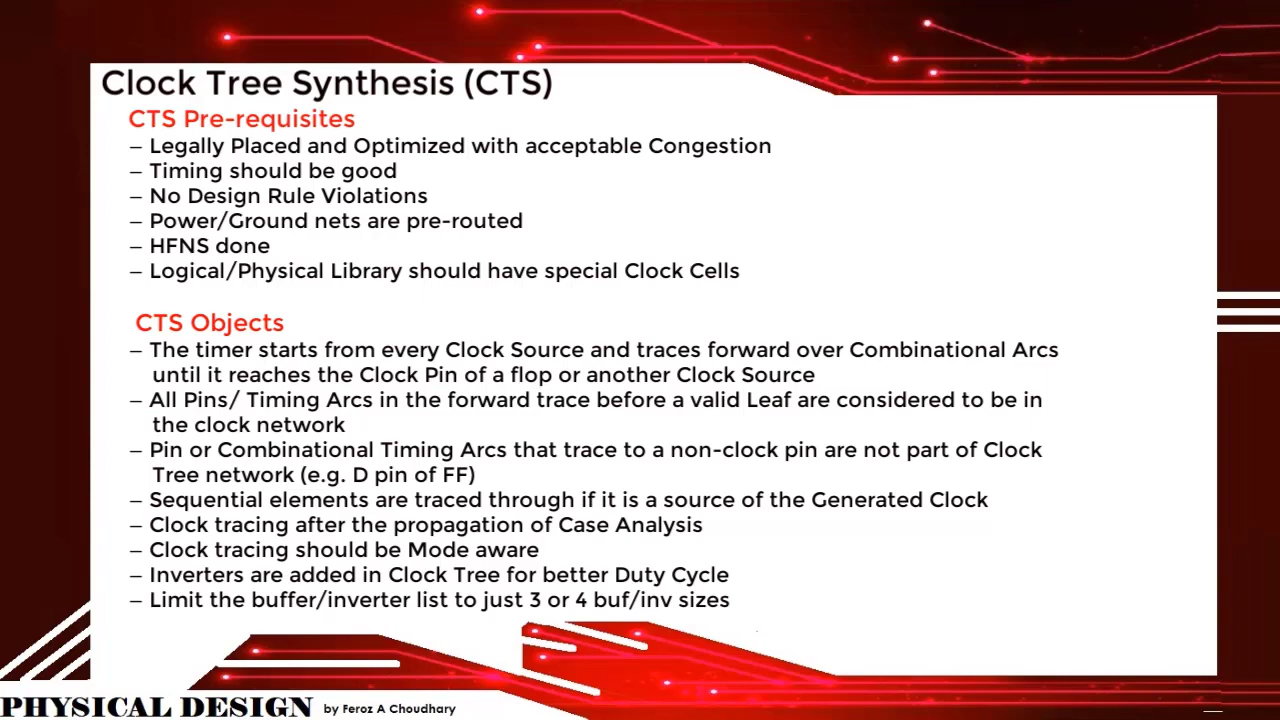 Clock Tree Synthesis (CTS)
CTS Pre-requisites
– Legally Placed and Optimized with acceptable Congestion
– Timing should be good
– No Design Rule Violations
– Power/Ground nets are pre-routed
– HFNS done
– Logical/Physical Library should have special Clock Cells
CTS Objects
– The timer starts from every Clock Source and traces forward over Combinational Arcs
until it reaches the Clock Pin of a flop or another Clock Source
– All Pins/ Timing Arcs in the forward trace before a valid Leaf are considered to be in
the clock network
– Pin or Combinational Timing Arcs that trace to a non-clock pin are not part of Clock
Tree network (e.g. D pin of FF)
– Sequential elements are traced through if it is a source of the Generated Clock
– Clock tracing after the propagation of Case Analysis
– Clock tracing should be Mode aware
– Inverters are added in Clock Tree for better Duty Cycle
– Limit the buffer/inverter list to just 3 or 4 buf/inv sizes
PHYSICAL DESIGN by Feroz A Choudhary